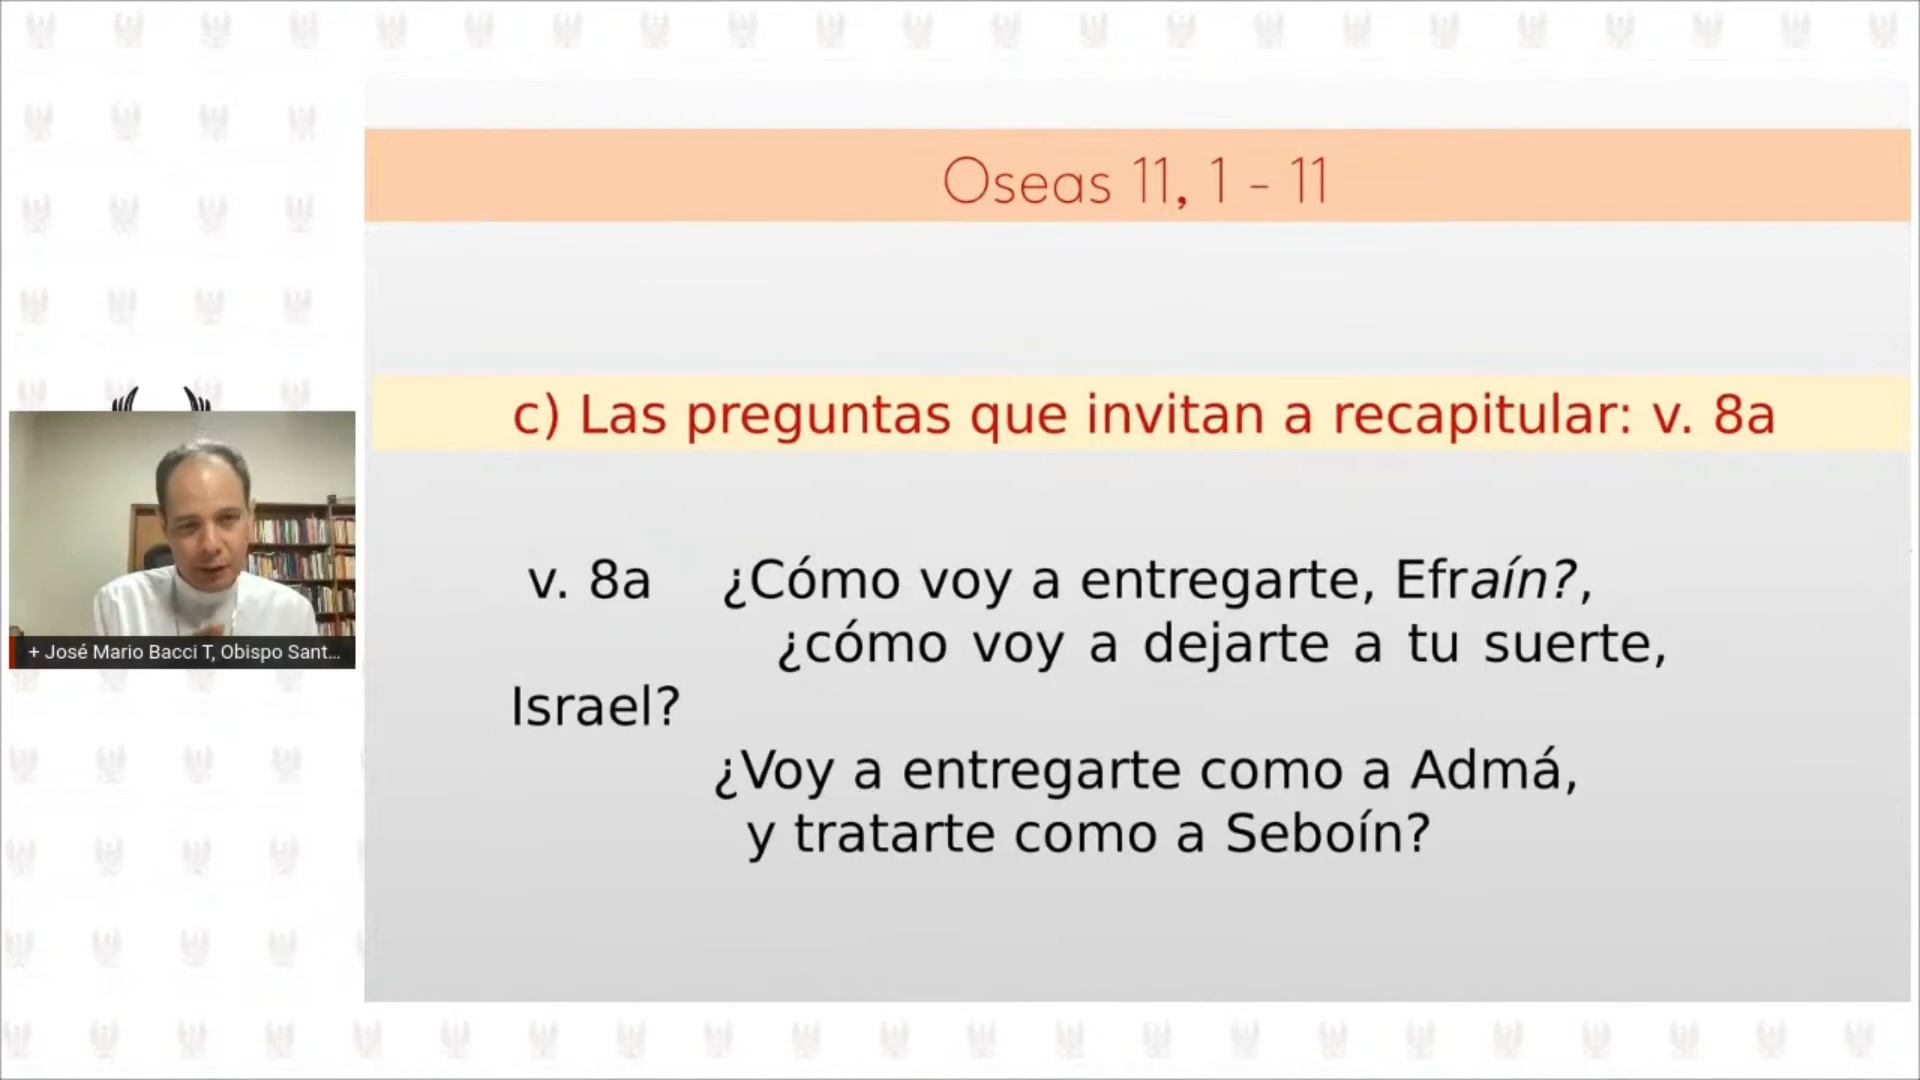 Oseas 11, 1 - 11
c) Las preguntas que invitan a recapitular: v. 8a
v. 8a ¿Cómo voy a entregarte, Efraín?,
¿cómo voy a dejarte a tu suerte,
Israel?
¿Voy a entregarte como a Admá,
y tratarte como a Seboín?
+ José Mario Bacci T, Obispo Sant...